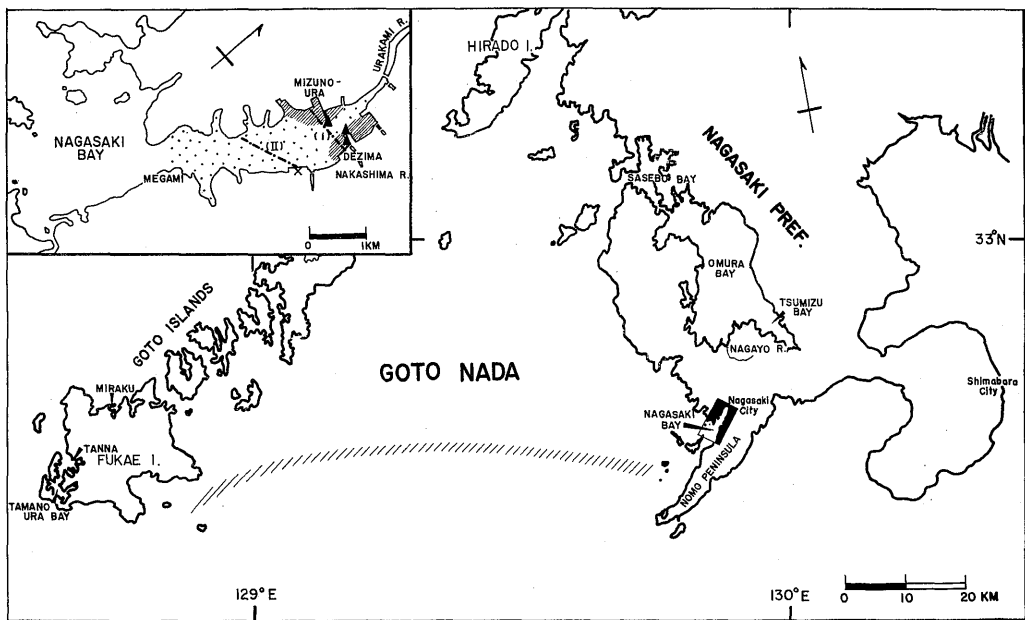 URAKAMI R.
MIZUNO-
URA
NAGASAKI
BAY
(I)
(II)
DEZIMA
NAKASHIMA R.
MEGAMI
0 1KM
HIRADO I.
SASEBO BAY
NAGASAKI PREF.
33°N
OMURA
BAY
TSUMIZU
BAY
NAGAYO R.
GOTO ISLANDS
GOTO NADA
MIRAKU
TANNA
FUKAE I.
TAMANO
URA BAY
Nagasaki
City
NAGASAKI
BAY
NOMO PENINSULA
Shimabara
City
129°E
130°E
0 10 20 KM